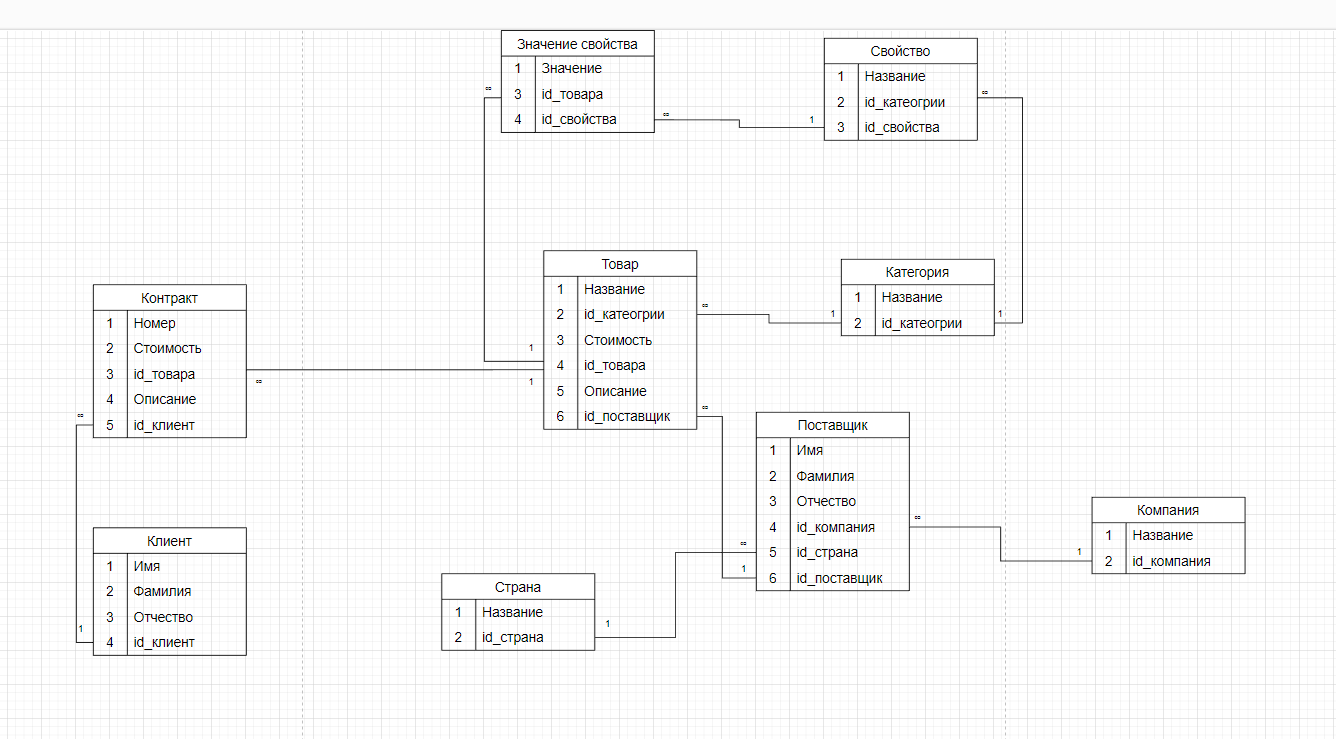 Значение свойства
1 Значение
3 id_товара
4 id_свойства
∞
∞
Свойство
1 Название
2 id_катеогрии
3 id_свойства
1
∞
Товар
1 Название
2 id_катеогрии
3 Стоимость
4 id_товара
5 Описание
6 id_поставщик
1
1
∞
∞
Категория
1 Название
2 id_катеогрии
1
1
Контракт
1 Номер
2 Стоимость
3 id_товара
4 Описание
5 id_клиент
∞
∞
Поставщик
1 Имя
2 Фамилия
3 Отчество
4 id_компания
5 id_страна
6 id_поставщик
∞
∞
1
Компания
1 Название
2 id_компания
1
Клиент
1 Имя
2 Фамилия
3 Отчество
4 id_клиент
1
Страна
1 Название
2 id_страна
1